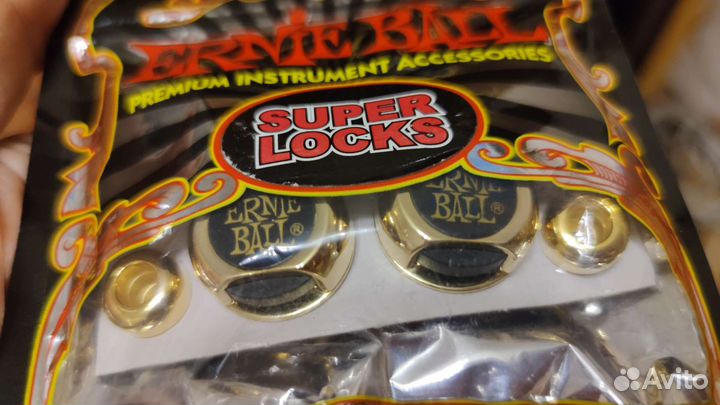 ERNIE BALL
PREMIUM INSTRUMENT ACCESSORIES
SUPER
LOCKS
ERNIE
BALL®
ERNIE
BALL®
Avito